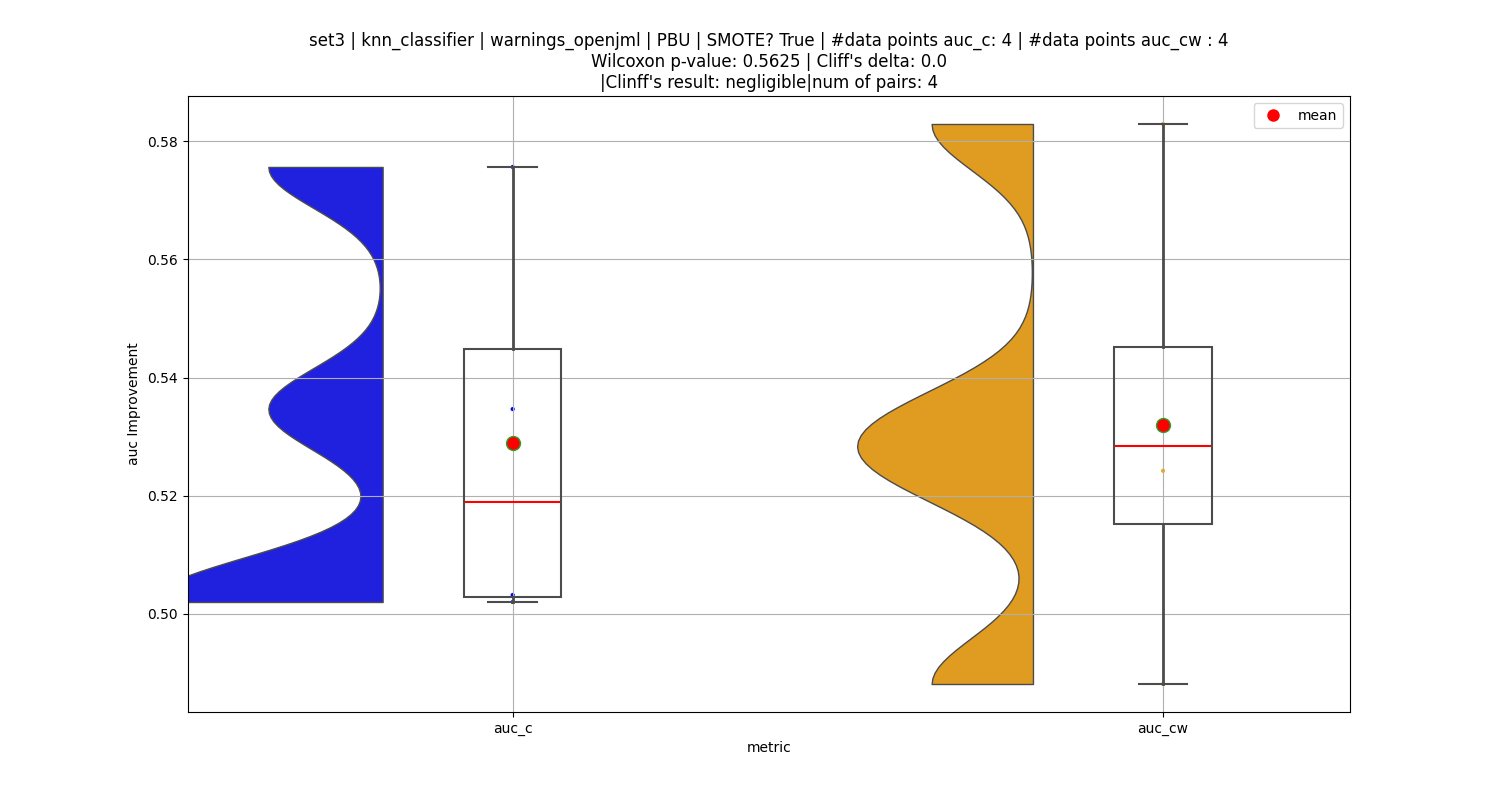 set3 | knn_classifier | warnings_openjml | PBU | SMOTE? True | #data points auc_c: 4 | #data points auc_cw : 4
Wilcoxon p-value: 0.5625 | Cliff's delta: 0.0
|Clinff's result: negligible|num of pairs: 4
mean
0.58
0.56
0.54
0.52
0.50
auc Improvement
auc_c
auc_cw
metric